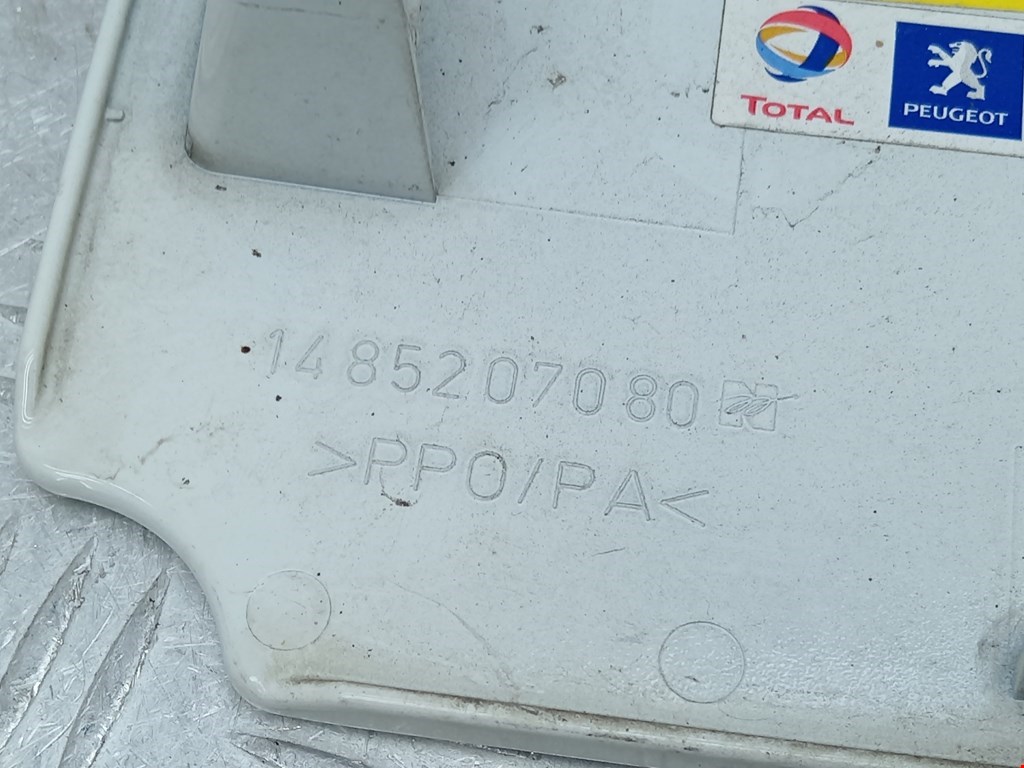 TOTAL
PEUGEOT
1485207080
>PPO/PA<